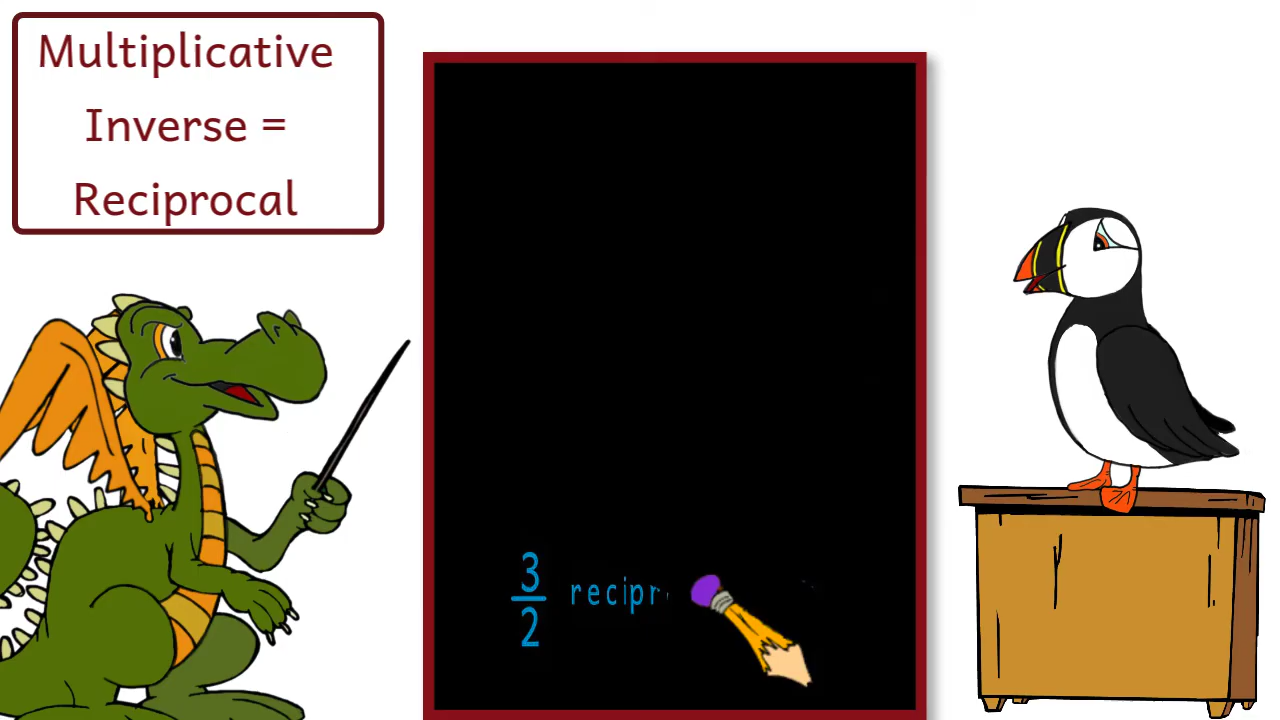 Multiplicative
Inverse =
Reciprocal
3
2